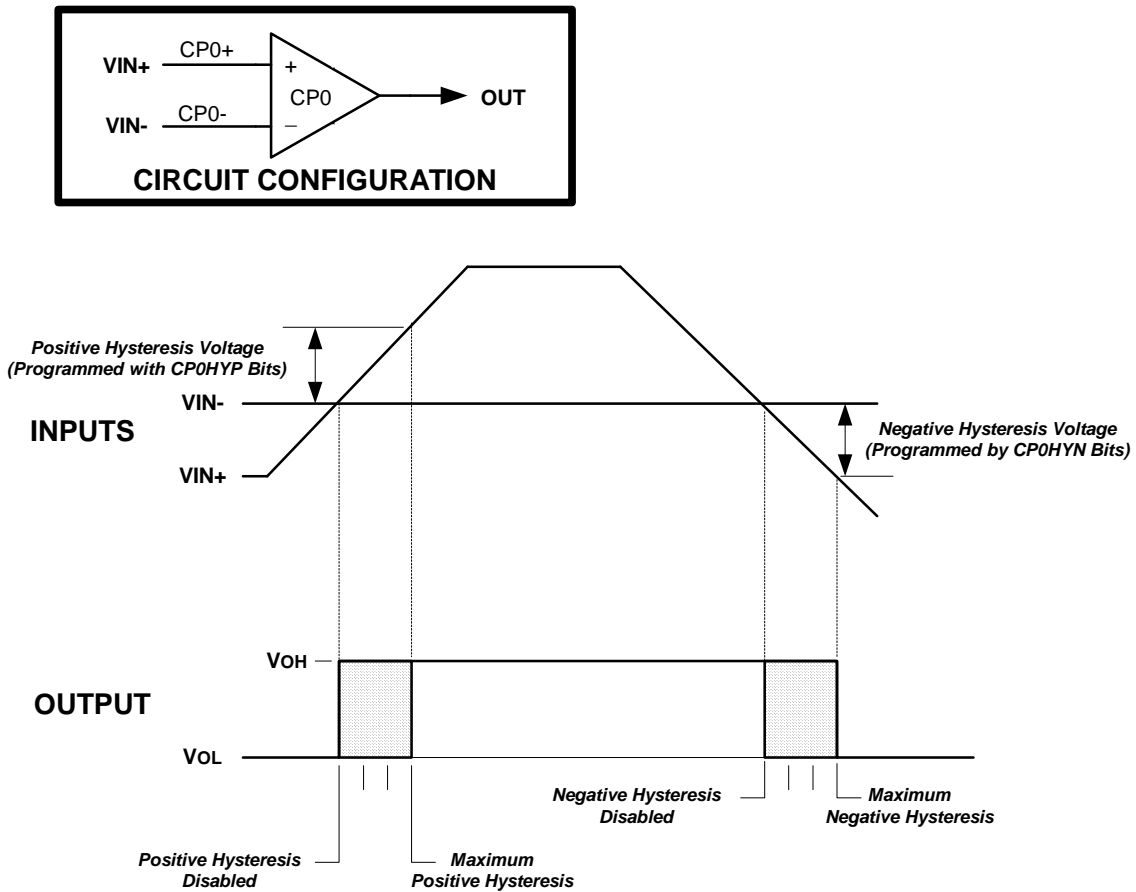 VIN+
CP0+
+
CP0
VIN-
CP0-
–
OUT
CIRCUIT CONFIGURATION
Positive Hysteresis Voltage
(Programmed with CP0HYP Bits)
VIN-
INPUTS
VIN+
Negative Hysteresis Voltage
(Programmed by CP0HYN Bits)
VOH
OUTPUT
VOL
Negative Hysteresis
Disabled
Maximum
Negative Hysteresis
Positive Hysteresis
Disabled
Maximum
Positive Hysteresis